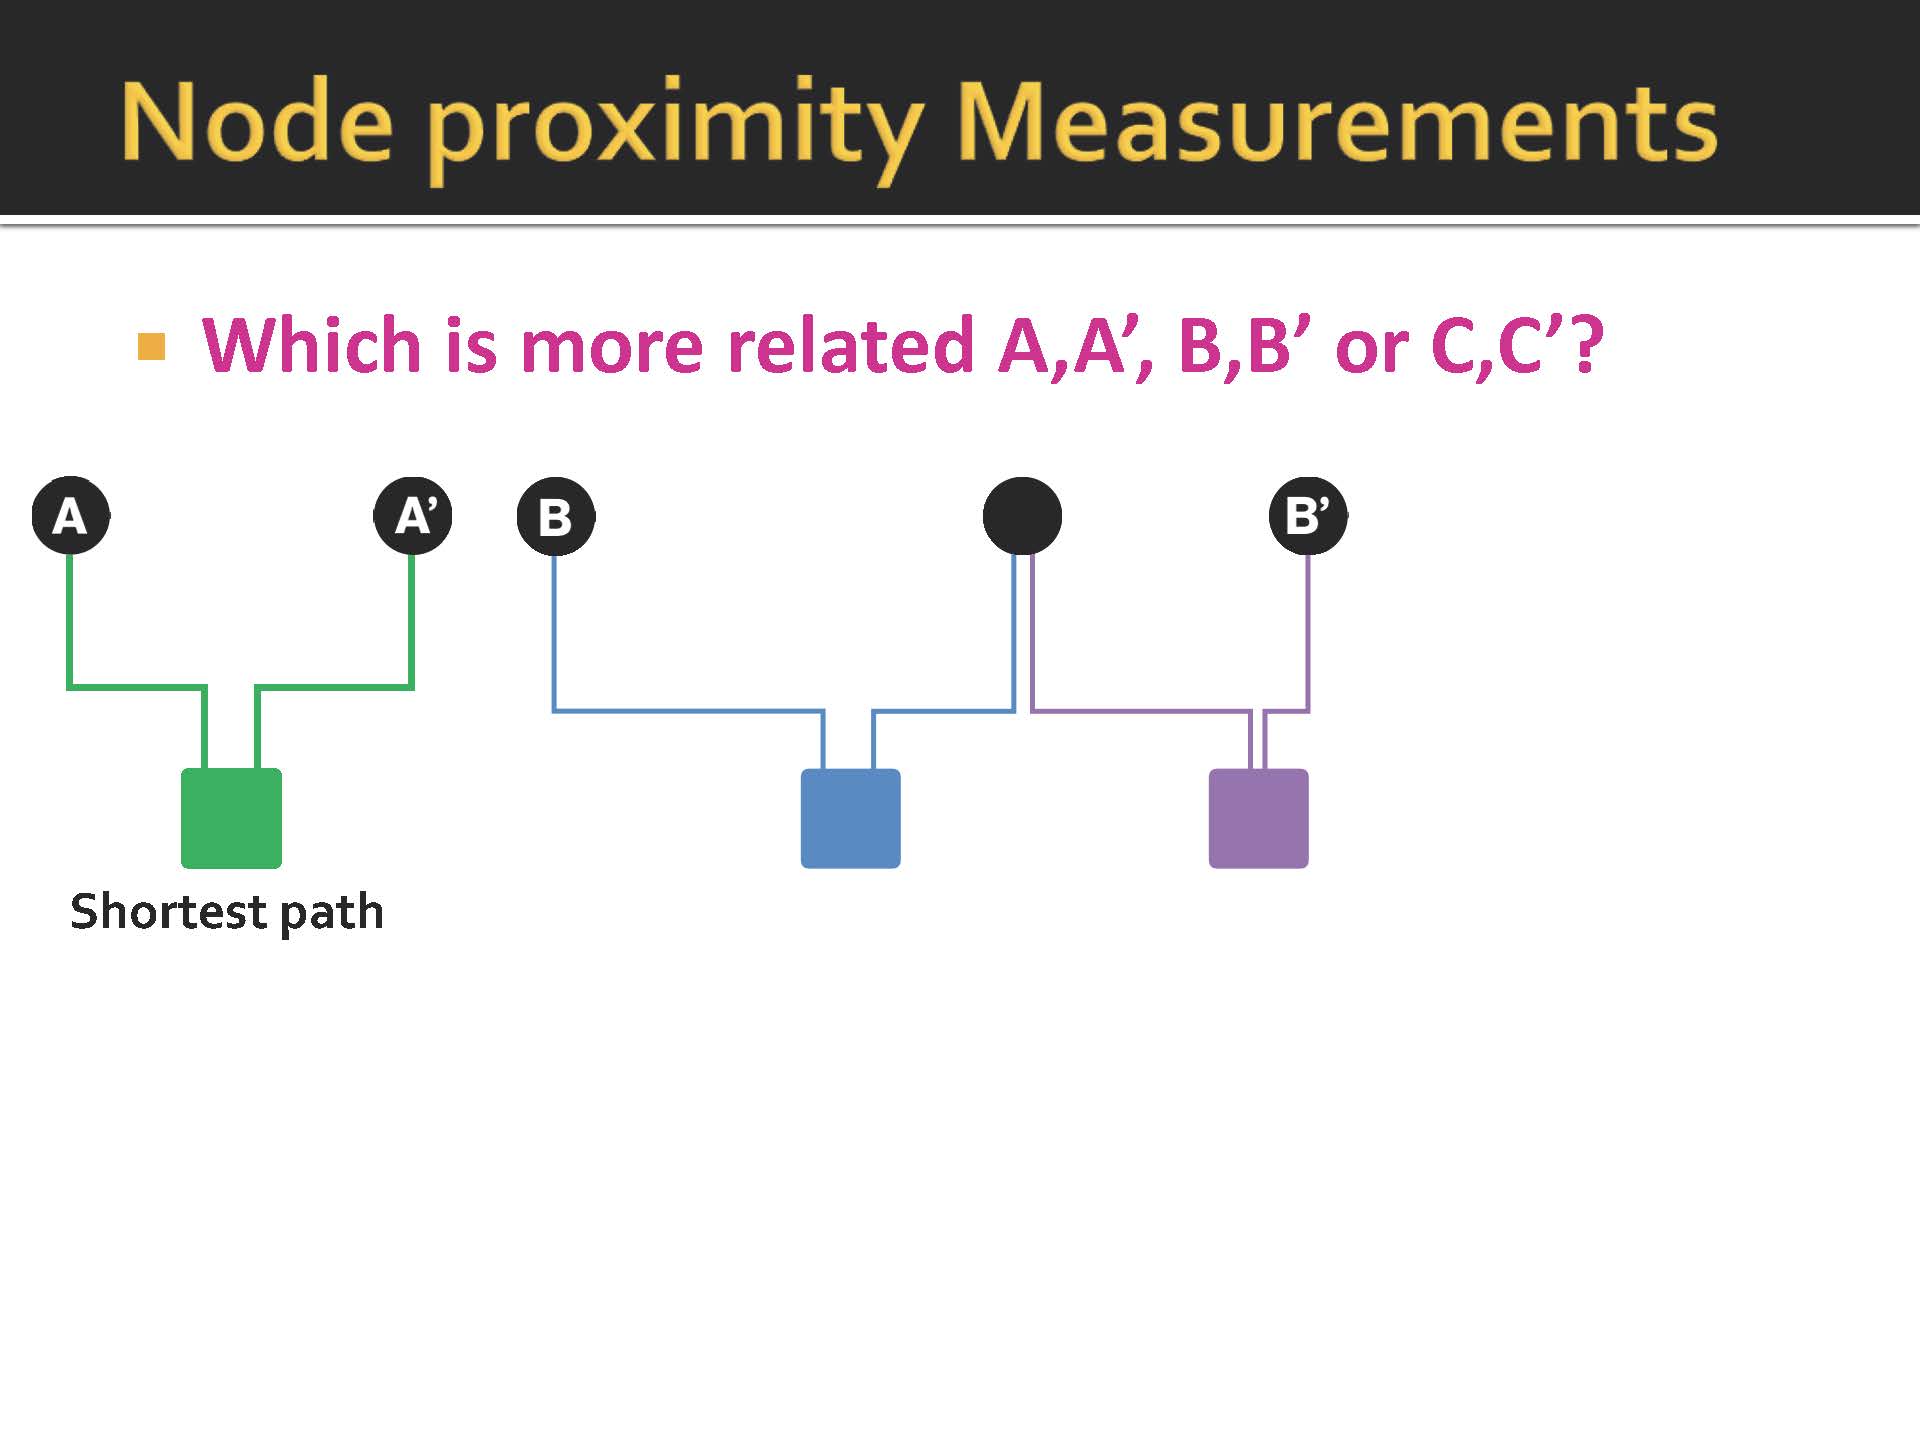 Node proximity Measurements
Which is more related A,A’, B,B’ or C,C’?
A A’ B B’
Shortest path